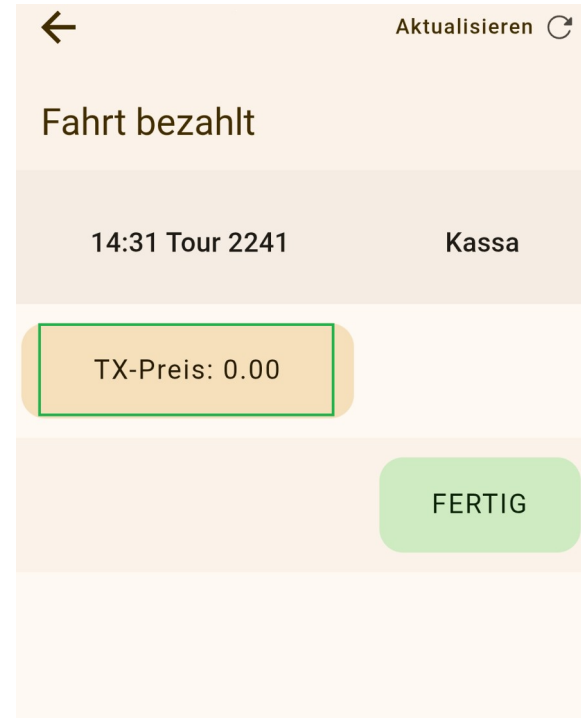 Aktualisieren
Fahrt bezahlt
14:31 Tour 2241 Kassa
TX-Preis: 0.00
FERTIG